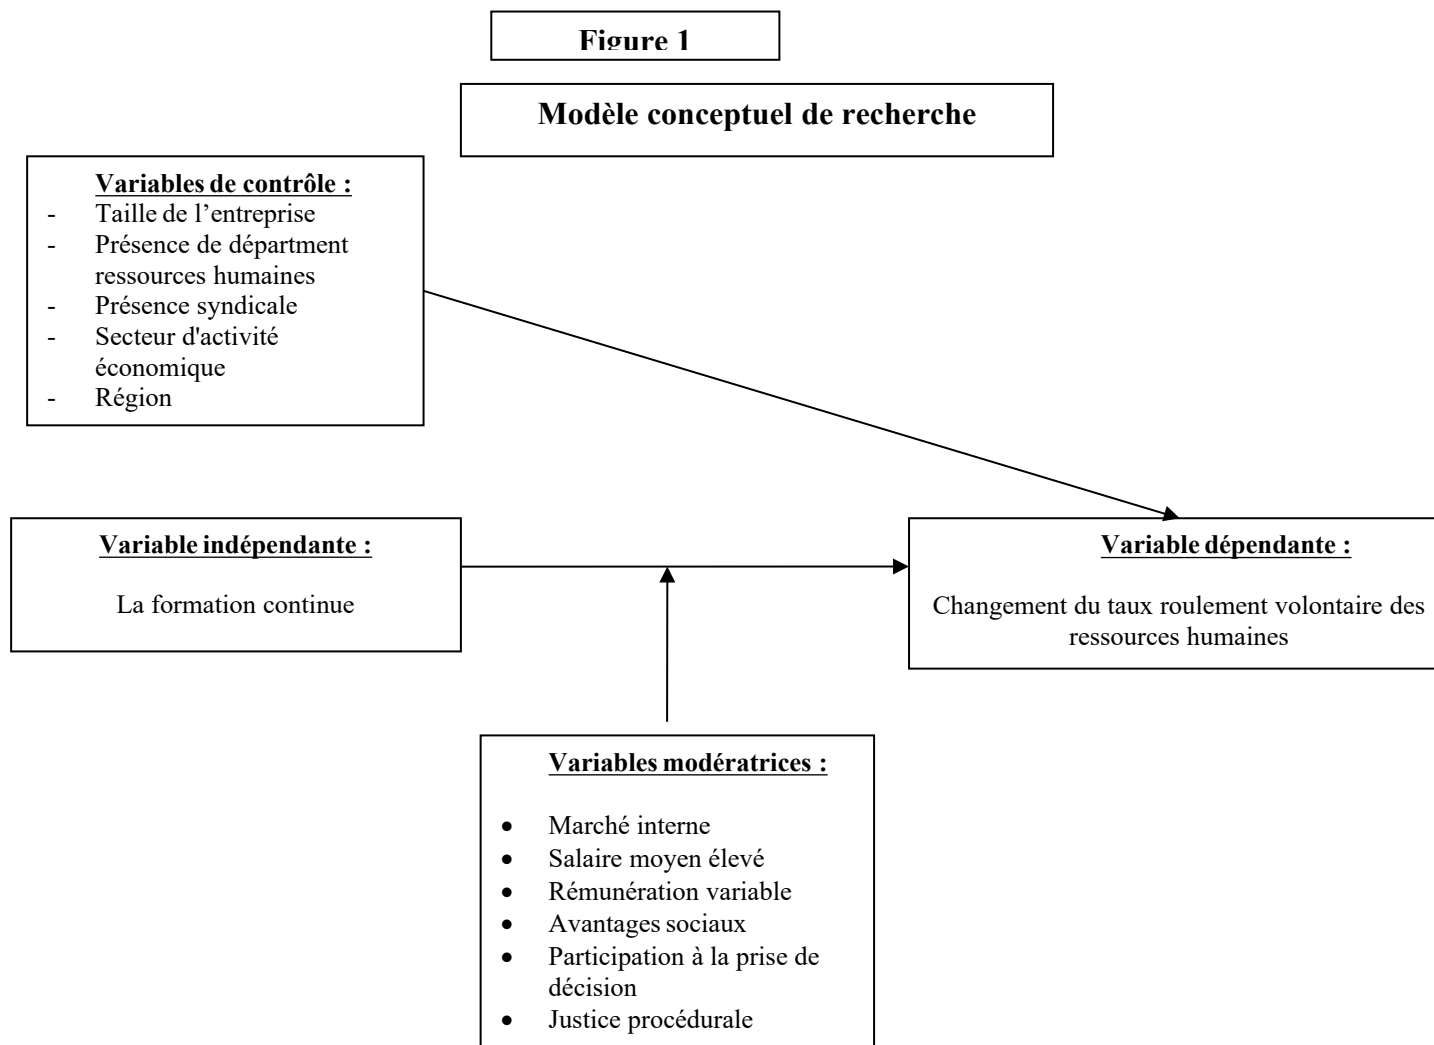 Figure 1
Modèle conceptuel de recherche
Variables de contrôle :
- Taille de l’entreprise
- Présence de départment
ressources humaines
- Présence syndicale
- Secteur d'activité
économique
- Région
Variable indépendante :
La formation continue
Variable dépendante :
Changement du taux roulement volontaire des
ressources humaines
Variables modératrices :
• Marché interne
• Salaire moyen élevé
• Rémunération variable
• Avantages sociaux
• Participation à la prise de
décision
• Justice procédurale